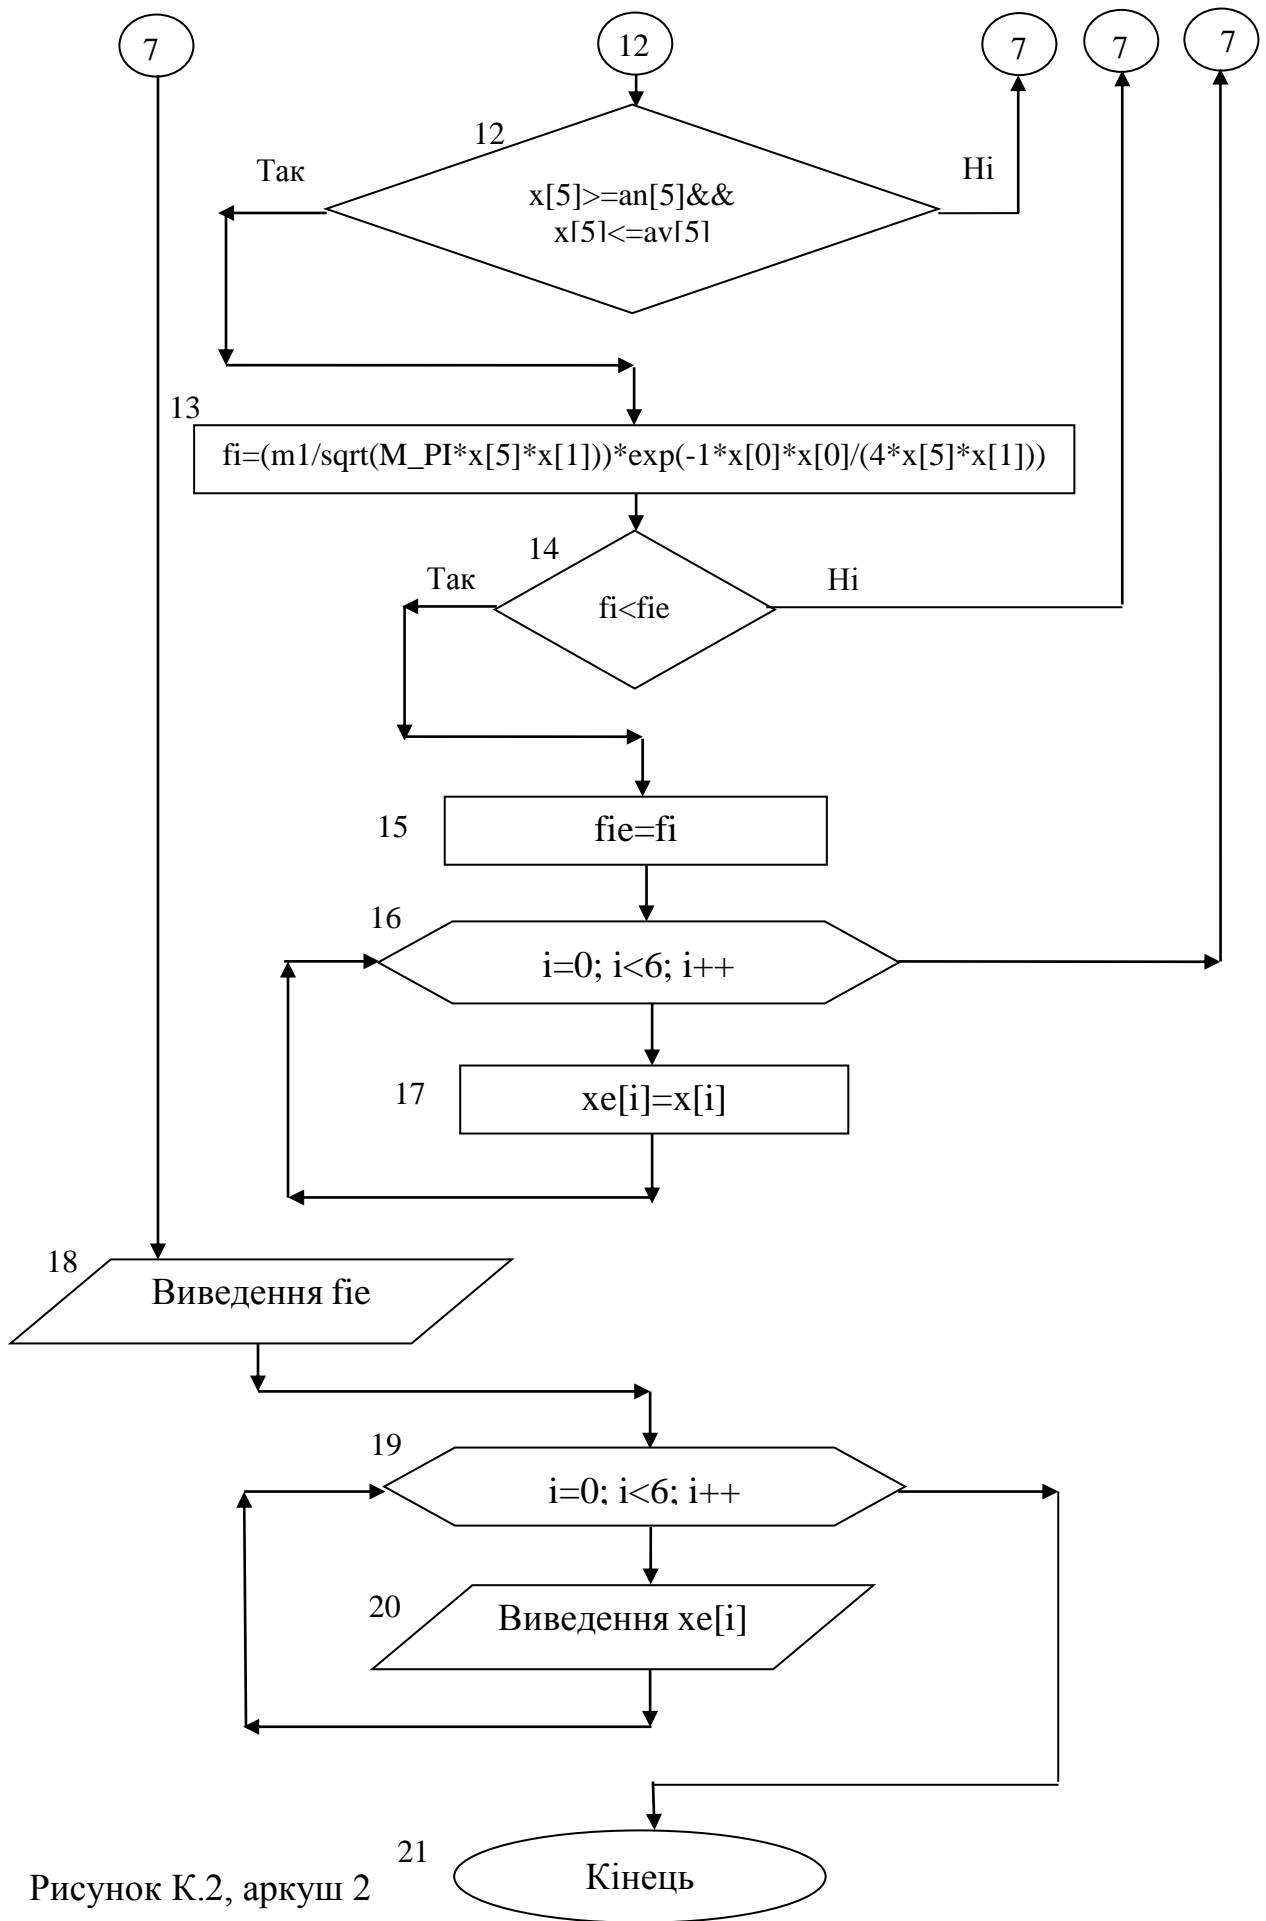 7
12
7
7
7
12
Так
Ні
x[5]>=an[5]&&
x[5]<=av[5]
13
fi=(m1/sqrt(M_PI*x[5]*x[1]))*exp(-1*x[0]*x[0]/(4*x[5]*x[1]))
14
Так
Ні
fi<fie
15
fie=fi
16
i=0; i<6; i++
17
xe[i]=x[i]
18
Виведення fie
19
i=0; i<6; i++
20
Виведення xe[i]
21
Кінець
Рисунок К.2, аркуш 2